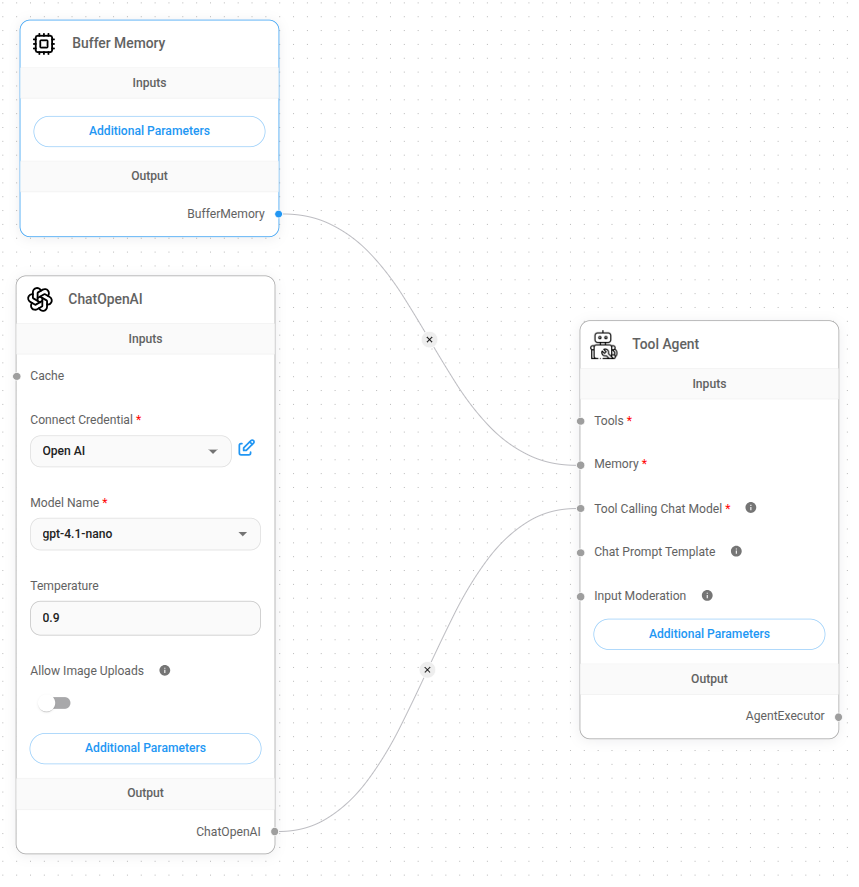 Buffer Memory
Inputs
Additional Parameters
Output
BufferMemory
ChatOpenAI
Inputs
Cache
Connect Credential *
Open AI
Model Name *
gpt-4.1-nano
Temperature
0.9
Allow Image Uploads
Additional Parameters
Output
ChatOpenAI
Tool Agent
Inputs
Tools *
Memory *
Tool Calling Chat Model *
Chat Prompt Template
Input Moderation
Additional Parameters
Output
AgentExecutor